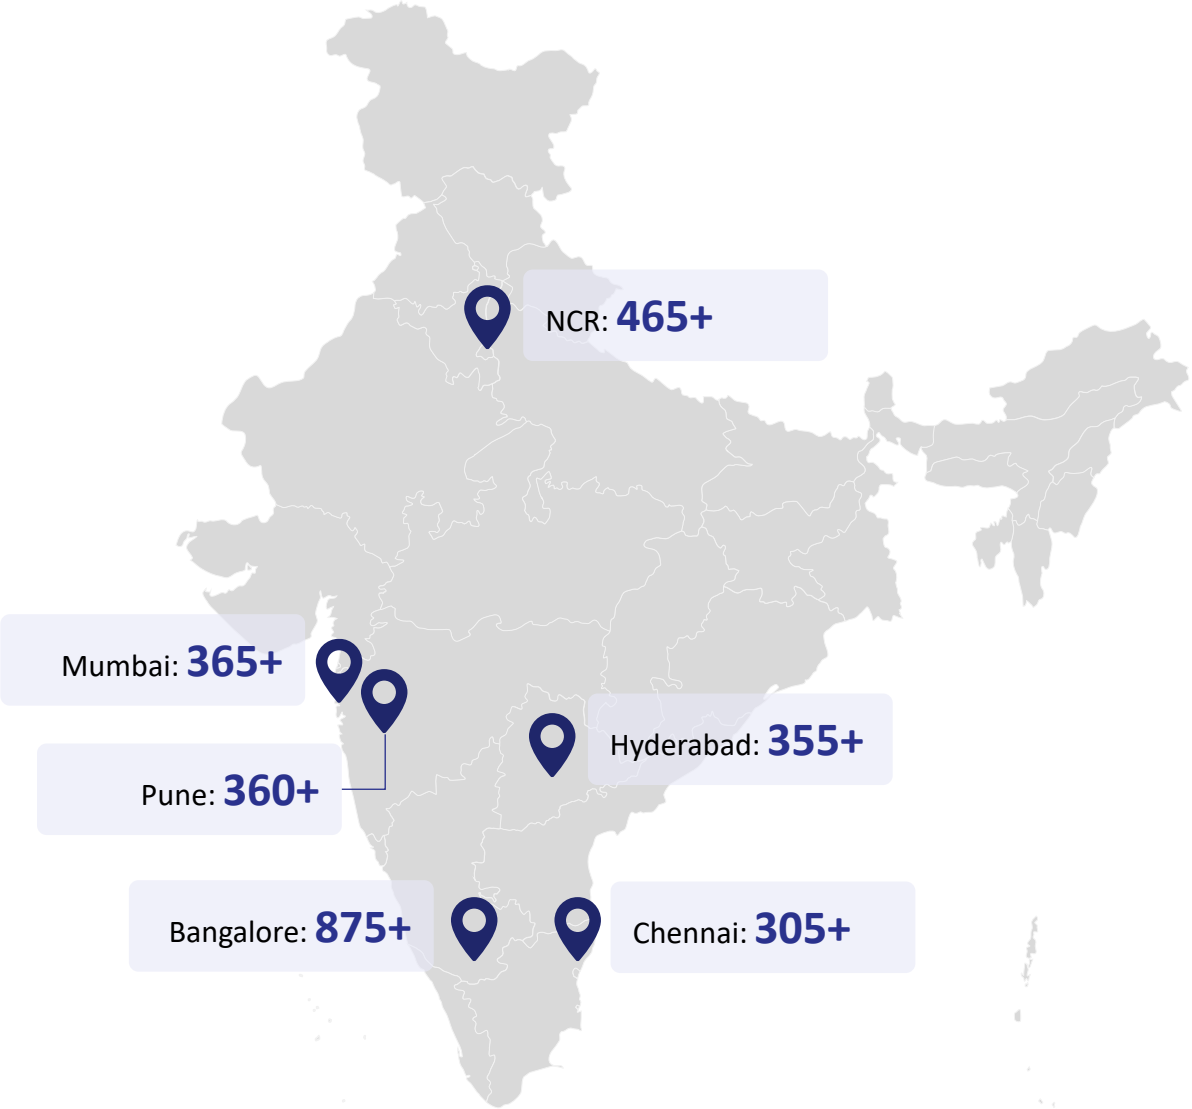 NCR: 465+
Mumbai: 365+
Hyderabad: 355+
Pune: 360+
Bangalore: 875+
Chennai: 305+